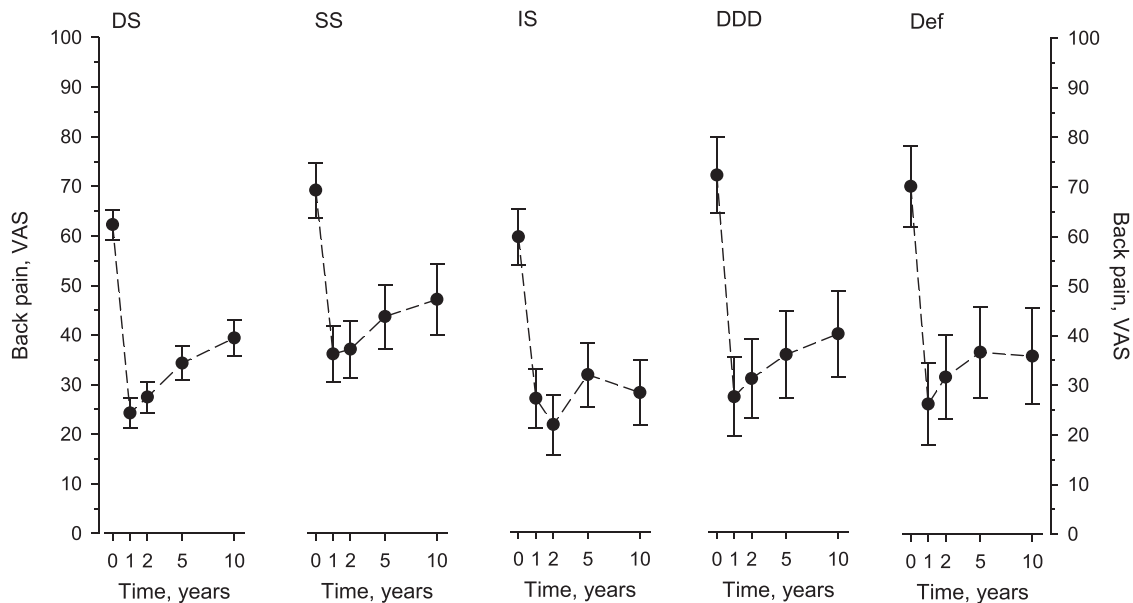 DS SS IS DDD Def
100 100
90 90
80 80
70 70
60 60
50 50
40 40
30 30
20 20
10 10
0 0
Back pain, VAS
Back pain, VAS
0 1 2 5 10 0 1 2 5 10 0 1 2 5 10 0 1 2 5 10 0 1 2 5 10
Time, years Time, years Time, years Time, years Time, years